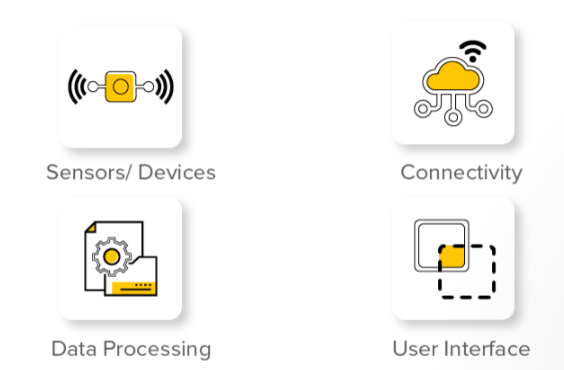 Sensors/ Devices
Connectivity
Data Processing
User Interface